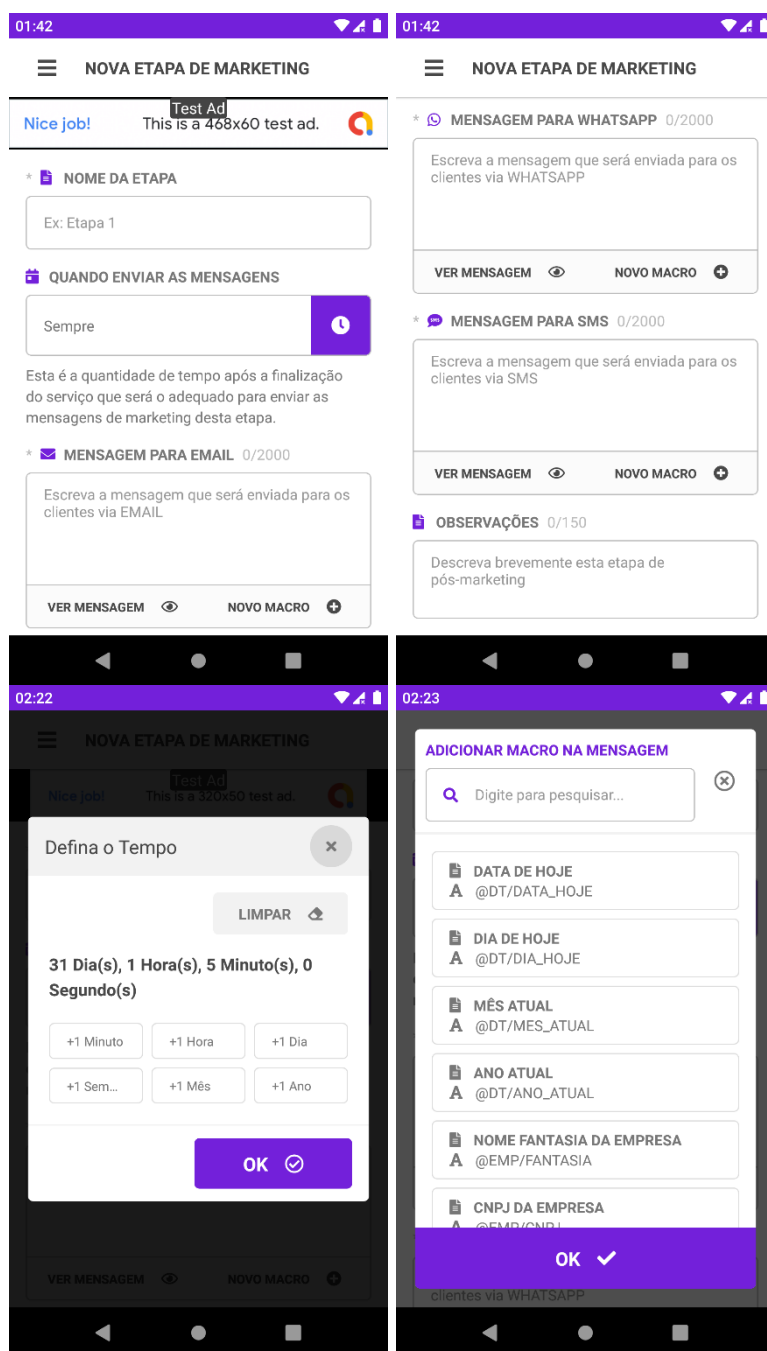 01:42
NOVA ETAPA DE MARKETING
Test Ad
Nice job!
This is a 468x60 test ad.
* NOME DA ETAPA
Ex: Etapa 1
QUANDO ENVIAR AS MENSAGENS
Sempre
Esta é a quantidade de tempo após a finalização
do serviço que será o adequado para enviar as
mensagens de marketing desta etapa.
* MENSAGEM PARA EMAIL 0/2000
Escreva a mensagem que será enviada para os
clientes via EMAIL
VER MENSAGEM NOVO MACRO
01:42
NOVA ETAPA DE MARKETING
* MENSAGEM PARA WHATSAPP 0/2000
Escreva a mensagem que será enviada para os
clientes via WHATSAPP
VER MENSAGEM NOVO MACRO
* SMS MENSAGEM PARA SMS 0/2000
Escreva a mensagem que será enviada para os
clientes via SMS
VER MENSAGEM NOVO MACRO
OBSERVAÇÕES 0/150
Descreva brevemente esta etapa de
pós-marketing
02:22
NOVA ETAPA DE MARKETING
Test Ad
Nice job!
This is a 320x50 test ad.
Defina o Tempo
LIMPAR
31 Dia(s), 1 Hora(s), 5 Minuto(s), 0
Segundo(s)
+1 Minuto +1 Hora +1 Dia
+1 Sem... +1 Mês +1 Ano
OK
VER MENSAGEM NOVO MACRO
02:23
ADICIONAR MACRO NA MENSAGEM
Digite para pesquisar...
DATA DE HOJE
A @DT/DATA_HOJE
DIA DE HOJE
A @DT/DIA_HOJE
MÊS ATUAL
A @DT/MES_ATUAL
ANO ATUAL
A @DT/ANO_ATUAL
NOME FANTASIA DA EMPRESA
A @EMP/FANTASIA
CNPJ DA EMPRESA
A @EMP/CNPJ
OK
clientes via WHATSAPP